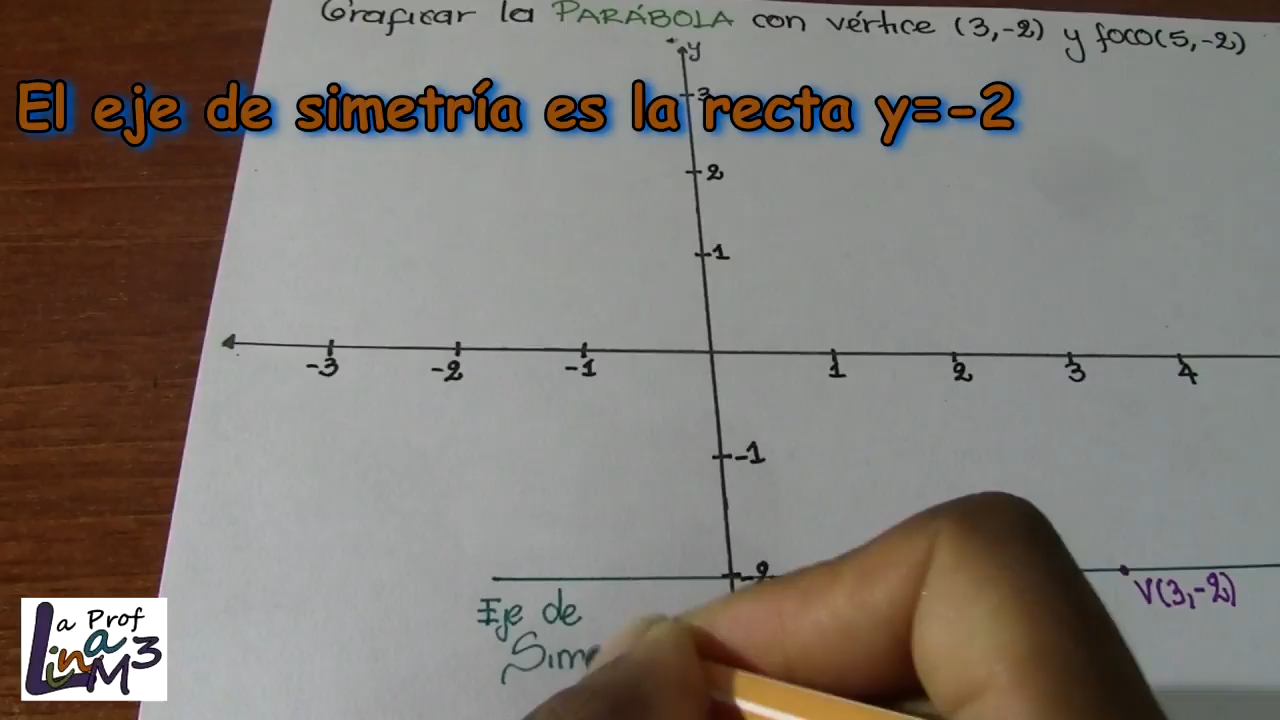 Graficar la PARÁBOLA con vértice (3,-2) y foco(5,-2)
y
El eje de simetría es la recta y=-2
3
2
1
-3 -2 -1 1 2 3 4
-1
-2
V(3,-2)
Eje de
Sim
La Prof
Lina M3